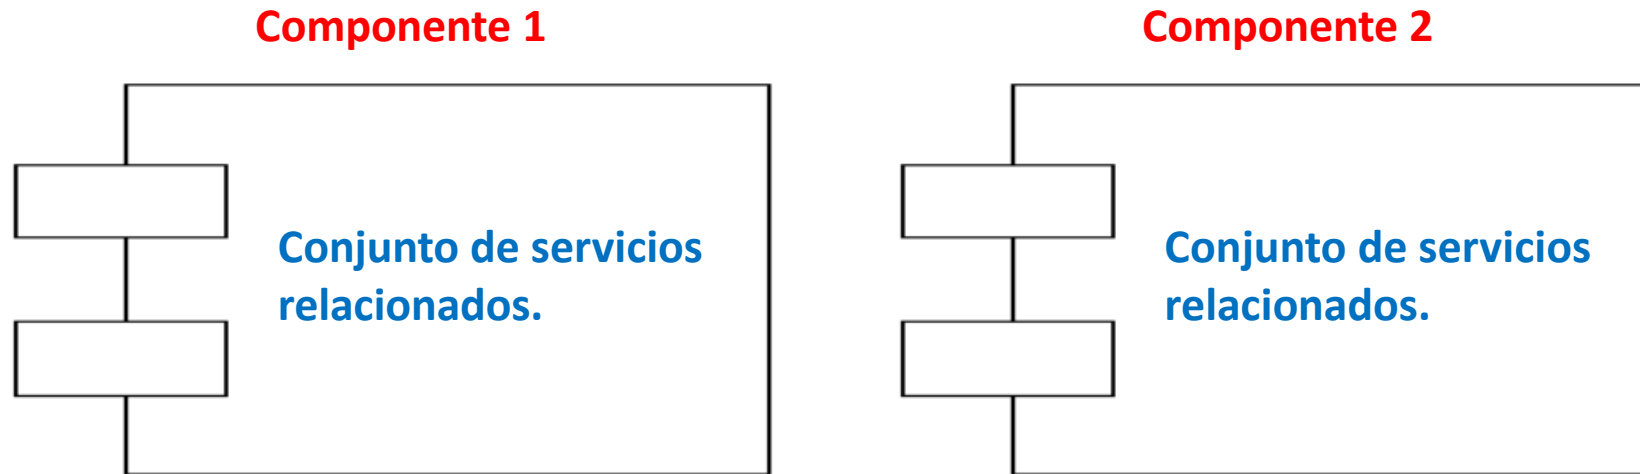 Componente 1
Conjunto de servicios
relacionados.
Componente 2
Conjunto de servicios
relacionados.